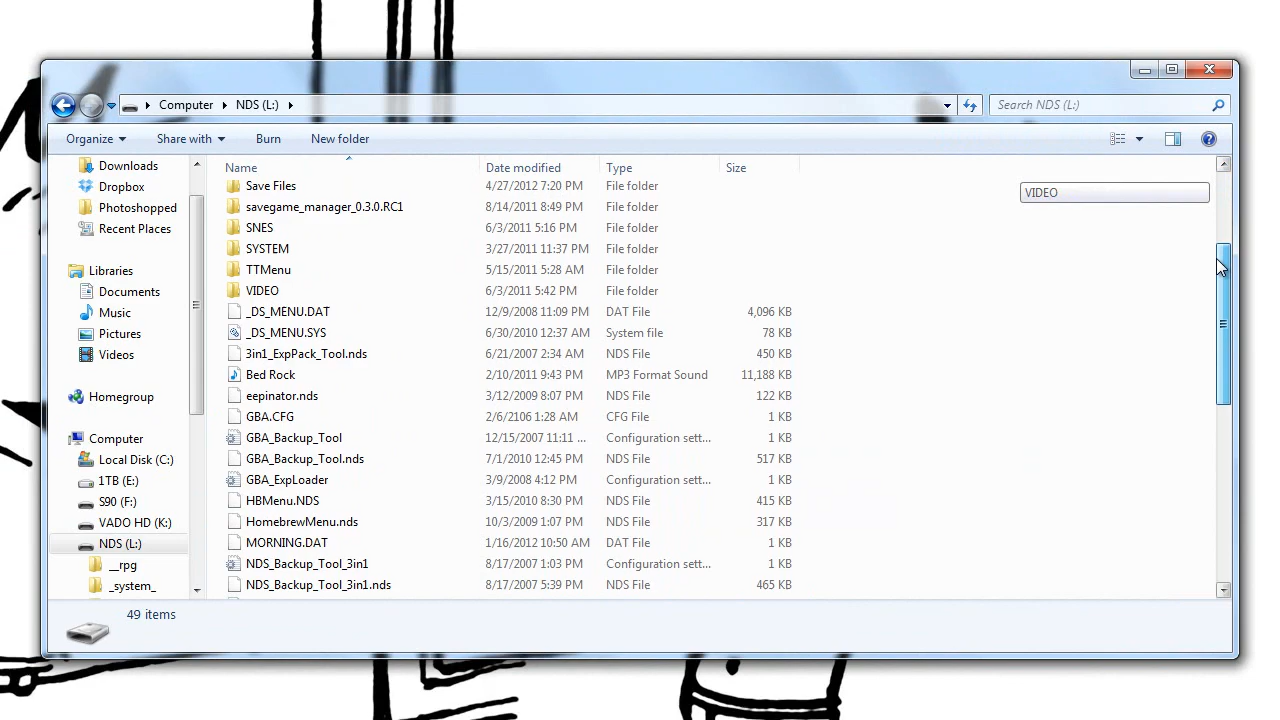 Computer NDS (L:) Search NDS (L:)
Organize Share with Burn New folder
Downloads
Dropbox
Photoshopped
Recent Places
Libraries
Documents
Music
Pictures
Videos
Homegroup
Computer
Local Disk (C:)
1TB (E:)
S90 (F:)
VADO HD (K:)
NDS (L:)
__rpg
_system_
Name Date modified Type Size
Save Files 4/27/2012 7:20 PM File folder
savegame_manager_0.3.0.RC1 8/14/2011 8:49 PM File folder
SNES 6/3/2011 5:16 PM File folder
SYSTEM 3/27/2011 11:37 PM File folder
TTMenu 5/15/2011 5:28 AM File folder
VIDEO 6/3/2011 5:42 PM File folder
_DS_MENU.DAT 12/9/2008 11:09 PM DAT File 4,096 KB
_DS_MENU.SYS 6/30/2010 12:37 AM System file 78 KB
3in1_ExpPack_Tool.nds 6/21/2007 2:34 AM NDS File 450 KB
Bed Rock 2/10/2011 9:43 PM MP3 Format Sound 11,188 KB
eepinator.nds 3/12/2009 8:07 PM NDS File 122 KB
GBA.CFG 2/6/2106 1:28 AM CFG File 1 KB
GBA_Backup_Tool 12/15/2007 11:11 ... Configuration sett... 1 KB
GBA_Backup_Tool.nds 7/1/2010 12:45 PM NDS File 517 KB
GBA_ExpLoader 3/9/2008 4:12 PM Configuration sett... 1 KB
HBMenu.NDS 3/15/2010 8:30 PM NDS File 415 KB
HomebrewMenu.nds 10/3/2009 1:07 PM NDS File 317 KB
MORNING.DAT 1/16/2012 10:50 AM DAT File 1 KB
NDS_Backup_Tool_3in1 8/17/2007 1:03 PM Configuration sett... 1 KB
NDS_Backup_Tool_3in1.nds 8/17/2007 5:39 PM NDS File 465 KB
VIDEO
49 items